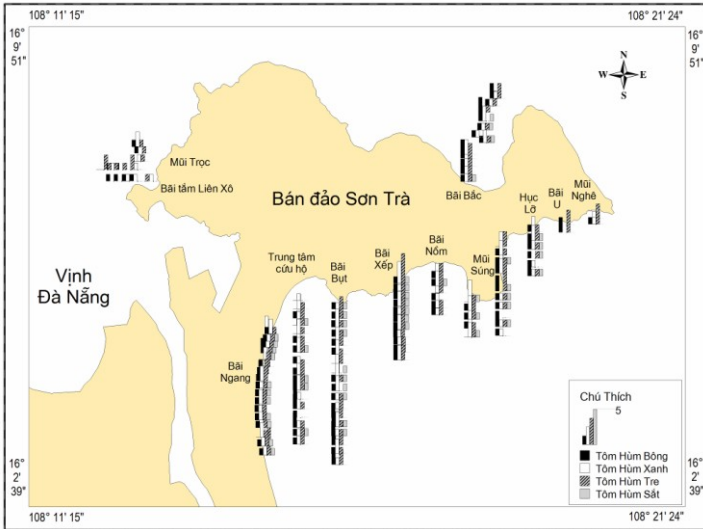 108° 11' 15"
108° 21' 24"
16°
9'
51"
16°
9'
51"
N
W E
S
Mũi Trọc
Bãi tắm Liên Xô
Bán đảo Sơn Trà
Bãi Bắc
Hục
Lỡ
Bãi
U
Mũi
Nghê
Trung tâm
cứu hộ
Bãi
Bụt
Bãi
Xếp
Bãi
Nồm
Mũi
Súng
Vịnh
Đà Nẵng
Bãi
Ngang
Chú Thích
5
Tôm Hùm Bông
Tôm Hùm Xanh
Tôm Hùm Tre
Tôm Hùm Sắt
16°
2'
39"
16°
2'
39"
108° 11' 15"
108° 21' 24"